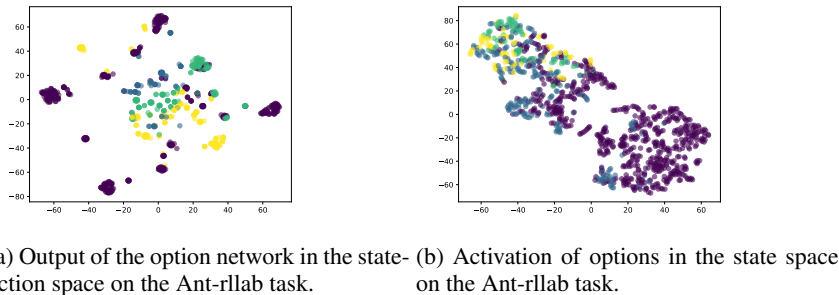 60
40
20
0
−20
−40
−60
−80
−60 −40 −20 0 20 40 60
80
60
40
20
0
−20
−40
−60
−60 −40 −20 0 20 40 60
a) Output of the option network in the state-
ction space on the Ant-rllab task.
(b) Activation of options in the state space
on the Ant-rllab task.